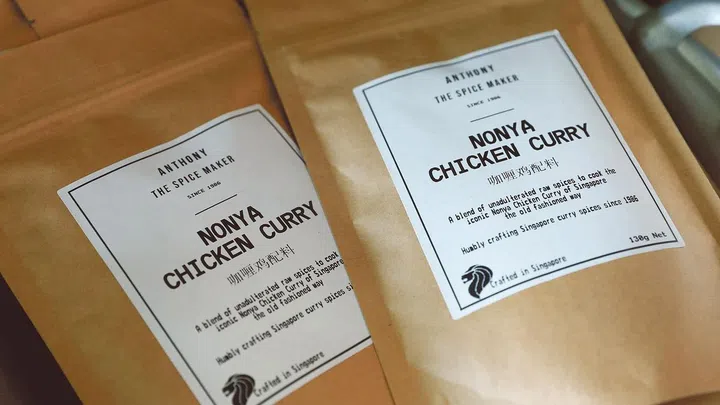 ANTHONY
THE SPICE MAKER
SINCE 1986
NONYA
CHICKEN CURRY
咖哩鸡配料
A blend of unadulterated raw spices to cook the
iconic Nonya Chicken Curry of Singapore
the old fashioned way
Humbly crafting Singapore curry spices
Crafted in Singapore
ANTHONY
THE SPICE MAKER
SINCE 1986
NONYA
CHICKEN CURRY
咖哩鸡配料
A blend of unadulterated raw spices to cook the
iconic Nonya Chicken Curry of Singapore
the old fashioned way
Humbly crafting Singapore curry spices since 1986
130g Net
Crafted in Singapore